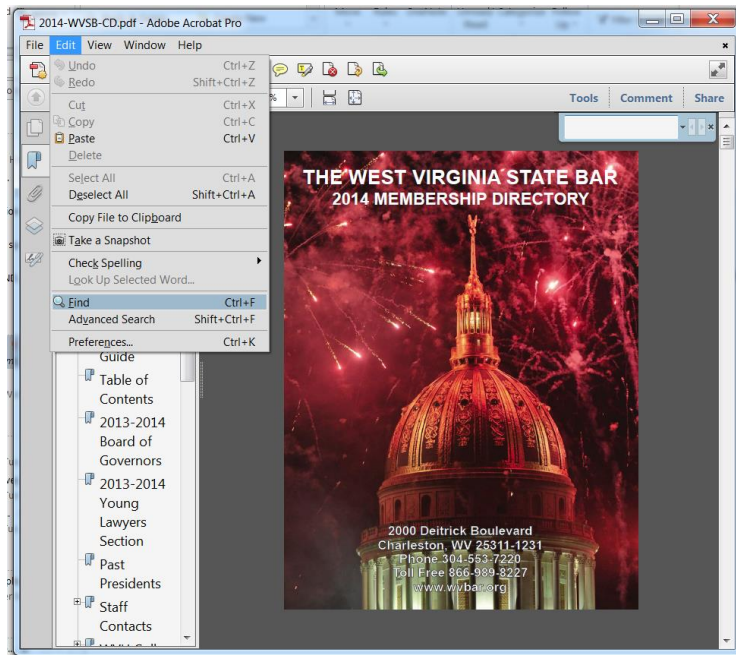 2014-WVSB-CD.pdf - Adobe Acrobat Pro
File Edit View Window Help
Undo Ctrl+Z
Redo Shift+Ctrl+Z
Cut Ctrl+X
Copy Ctrl+C
Paste Ctrl+V
Delete
Select All Ctrl+A
Deselect All Shift+Ctrl+A
Copy File to Clipboard
Take a Snapshot
Check Spelling
Look Up Selected Word...
Find Ctrl+F
Advanced Search Shift+Ctrl+F
Preferences... Ctrl+K
%
Tools Comment Share
Guide
Table of
Contents
2013-2014
Board of
Governors
2013-2014
Young
Lawyers
Section
Past
Presidents
Staff
Contacts
THE WEST VIRGINIA STATE BAR
2014 MEMBERSHIP DIRECTORY
2000 Deitrick Boulevard
Charleston, WV 25311-1231
Phone 304-553-7220
Toll Free 866-989-8227
www.wvbar.org